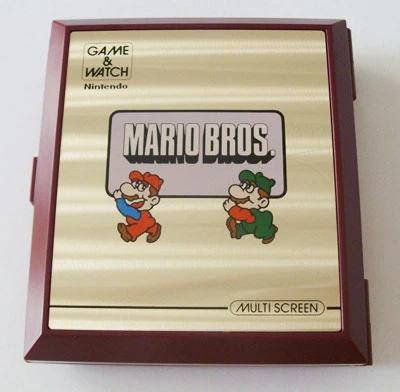 GAME
&
WATCH
Nintendo
MARIO BROS.
MULTI SCREEN